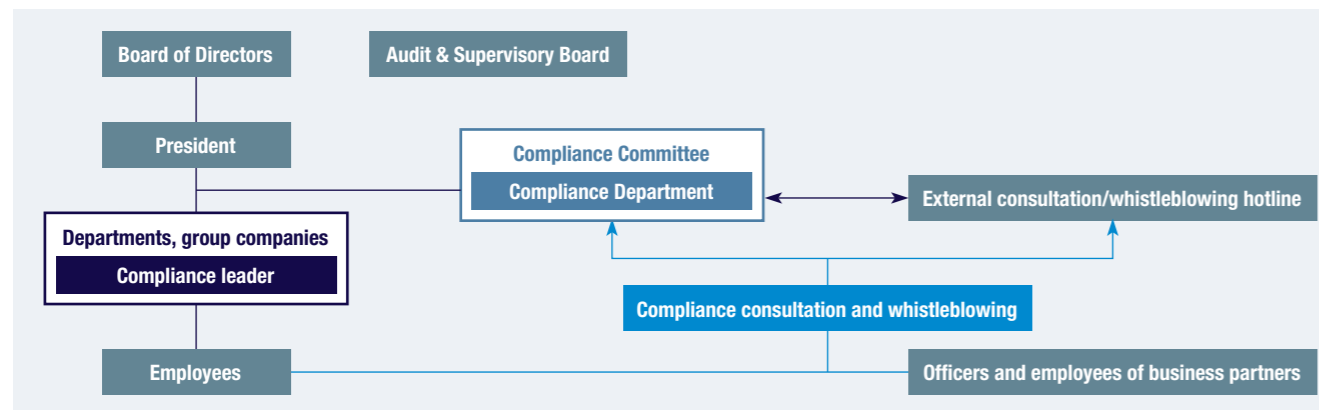 Board of Directors
Audit & Supervisory Board
President
Compliance Committee
Compliance Department
External consultation/whistleblowing hotline
Departments, group companies
Compliance leader
Compliance consultation and whistleblowing
Employees
Officers and employees of business partners